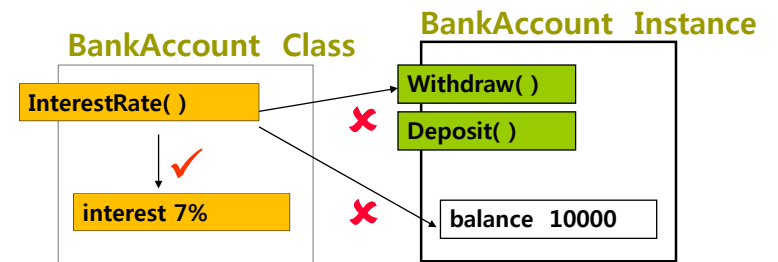 BankAccount Class
BankAccount Instance
InterestRate( )
Withdraw( )
Deposit( )
interest 7%
balance 10000